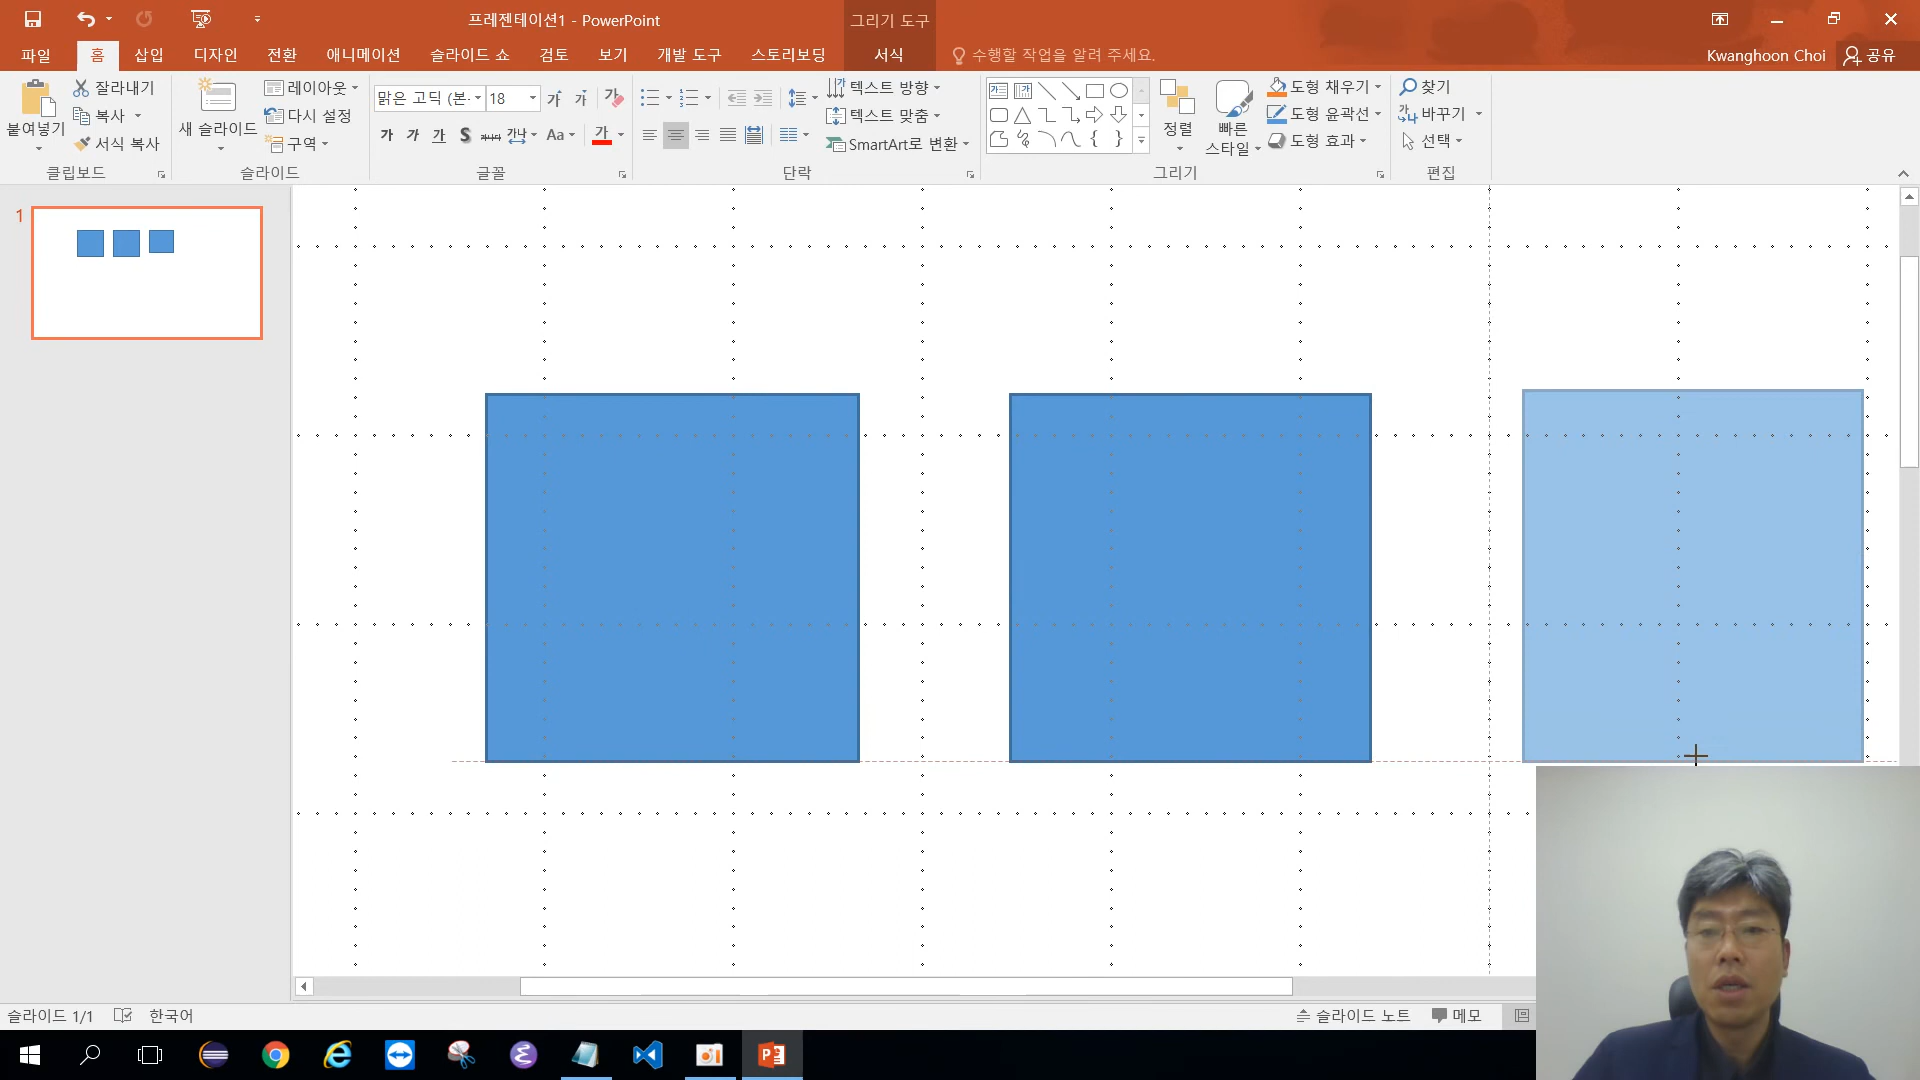 프레젠테이션1 - PowerPoint
그리기 도구
파일
홈
삽입
디자인
전환
애니메이션
슬라이드 쇼
검토
보기
개발 도구
스토리보딩
서식
수행할 작업을 알려 주세요.
Kwanghoon Choi
공유
붙여넣기
잘라내기
복사
서식 복사
클립보드
새 슬라이드
레이아웃
다시 설정
구역
슬라이드
맑은 고딕 (본
18
가
가
가
가
가
S
Aa
가
글꼴
텍스트 방향
텍스트 맞춤
SmartArt로 변환
단락
정렬
빠른
스타일
도형 채우기
도형 윤곽선
도형 효과
그리기
찾기
바꾸기
선택
편집
1
슬라이드 1/1
한국어
슬라이드 노트
메모